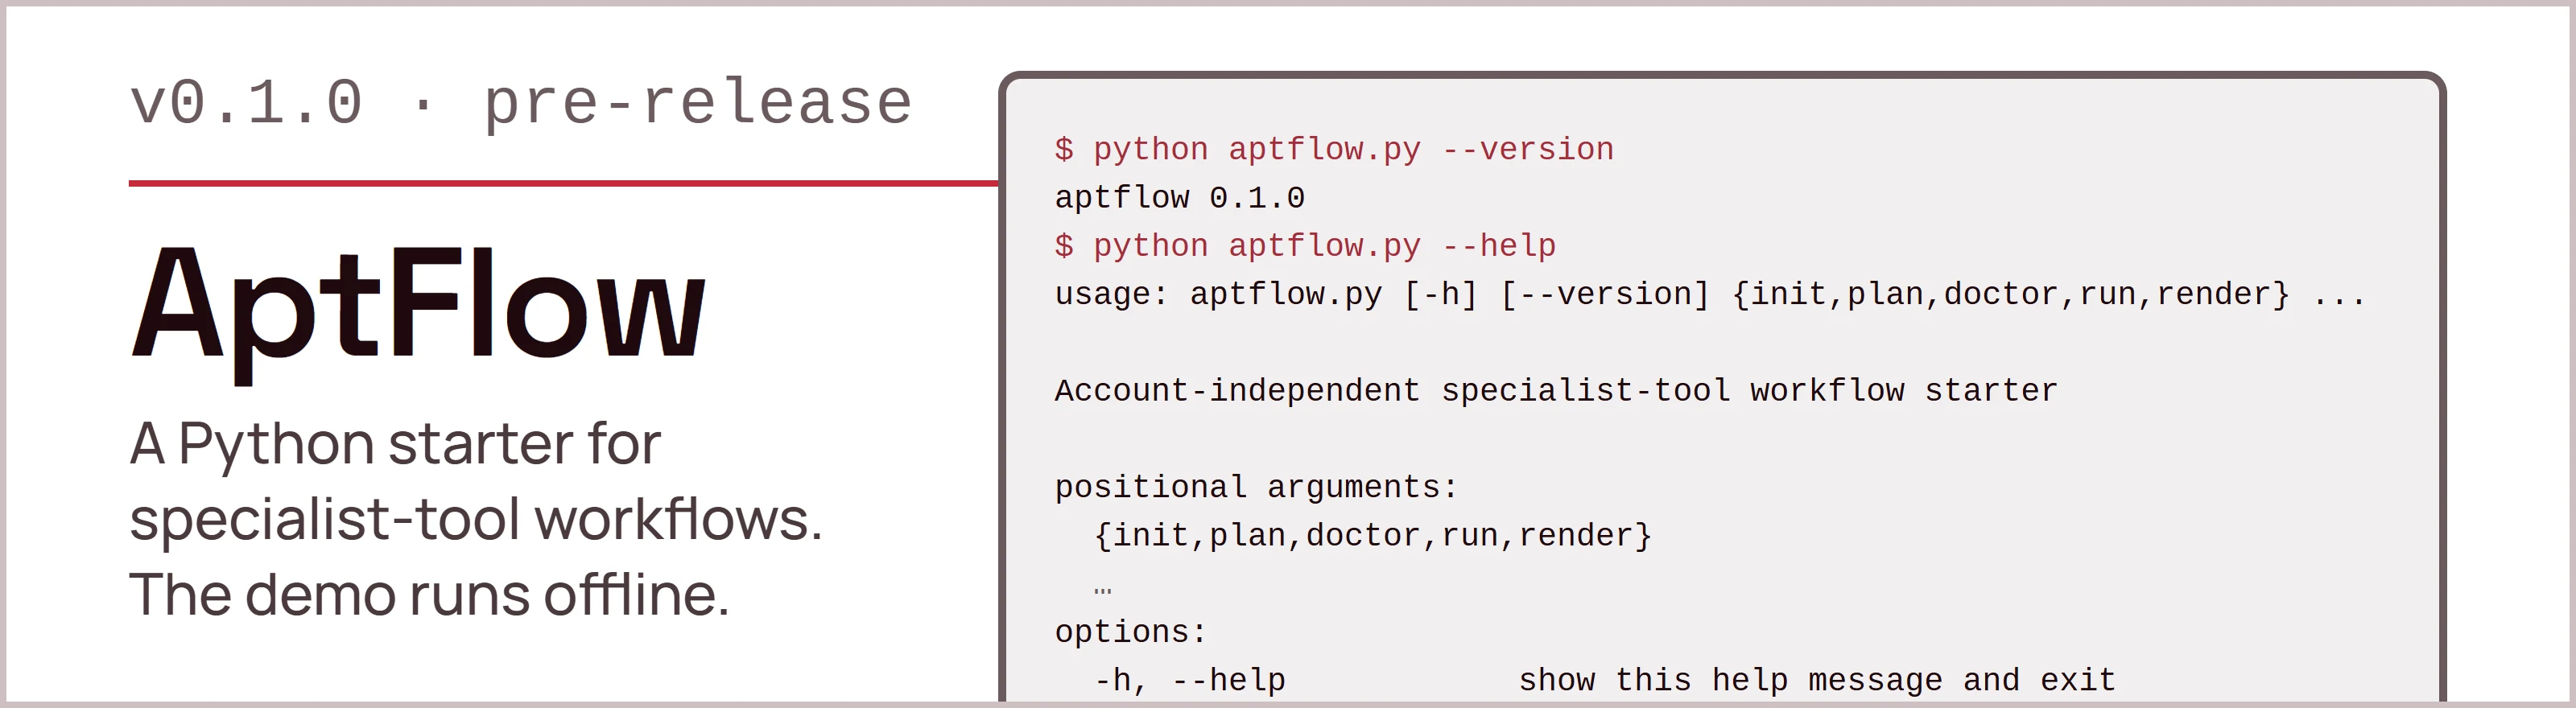 v0.1.0 · pre-release
AptFlow
A Python starter for
specialist-tool workflows.
The demo runs offline.
$ python aptflow.py --version
aptflow 0.1.0
$ python aptflow.py --help
usage: aptflow.py [-h] [--version] {init,plan,doctor,run,render} ...
Account-independent specialist-tool workflow starter
positional arguments:
  {init,plan,doctor,run,render}
  …
options:
  -h, --help            show this help message and exit